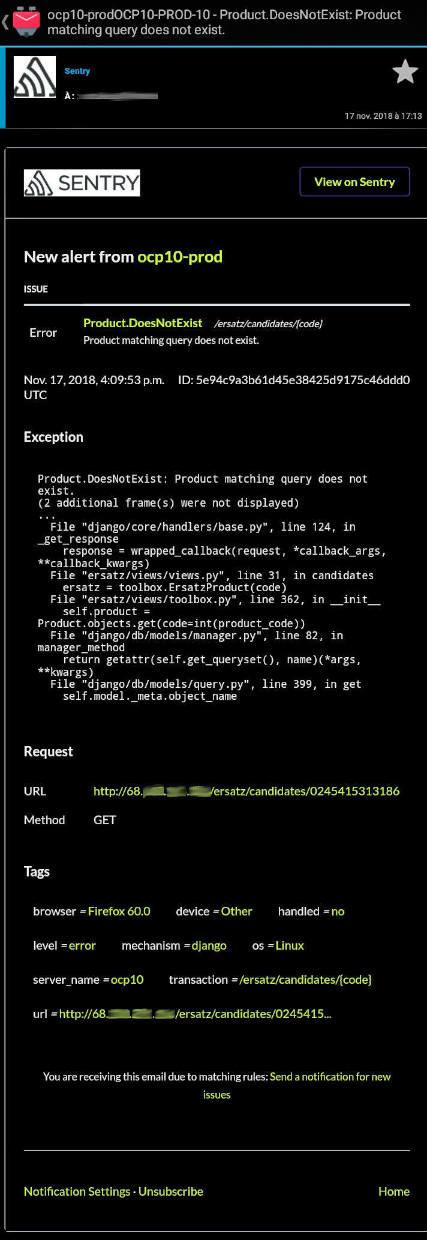 ocp10-prodOCP10-PROD-10 - Product.DoesNotExist: Product
matching query does not exist.
Sentry
À:
17 nov. 2018 à 17:13
SENTRY
View on Sentry
New alert from ocp10-prod
ISSUE
Error
Product.DoesNotExist /ersatz/candidates/{code}
Product matching query does not exist.
Nov. 17, 2018, 4:09:53 p.m. ID: 5e94c9a3b61d45e38425d9175c46ddd0
UTC
Exception
Product.DoesNotExist: Product matching query does not
exist.
(2 additional frame(s) were not displayed)
...
File "django/core/handlers/base.py", line 124, in
_get_response
response = wrapped_callback(request, *callback_args,
**callback_kwargs)
File "ersatz/views/views.py", line 31, in candidates
ersatz = toolbox.ErsatzProduct(code)
File "ersatz/views/toolbox.py", line 362, in __init__
self.product =
Product.objects.get(code=int(product_code))
File "django/db/models/manager.py", line 82, in
manager_method
return getattr(self.get_queryset(), name)(*args,
**kwargs)
File "django/db/models/query.py", line 399, in get
self.model._meta.object_name
Request
URL http://68. . . /ersatz/candidates/0245415313186
Method GET
Tags
browser = Firefox 60.0 device = Other handled = no
level = error mechanism = django os = Linux
server_name = ocp10 transaction = /ersatz/candidates/{code}
url = http://68. . . /ersatz/candidates/0245415...
You are receiving this email due to matching rules: Send a notification for new
issues
Notification Settings · Unsubscribe Home